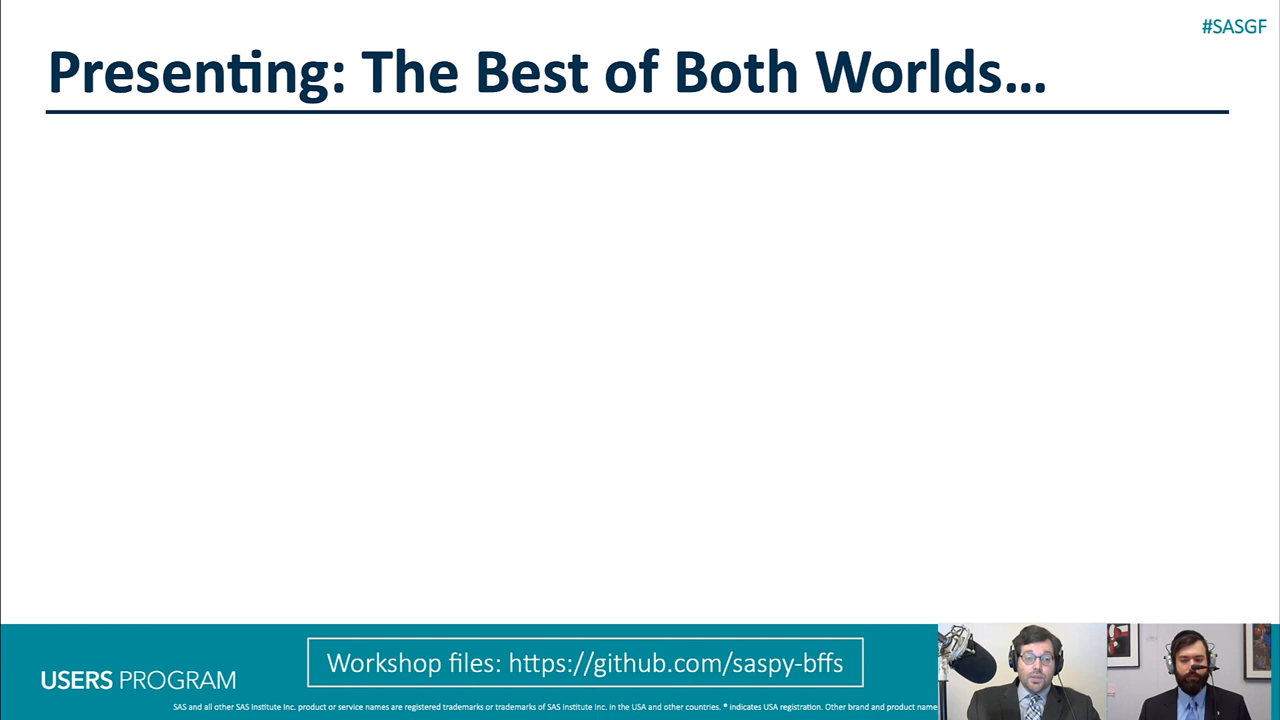 #SASGF
Presenting: The Best of Both Worlds...
Workshop files: https://github.com/saspy-bffs
USERS PROGRAM
SAS and all other SAS Institute Inc. product or service names are registered trademarks or trademarks of SAS Institute Inc. in the USA and other countries. ® indicates USA registration. Other brand and product name